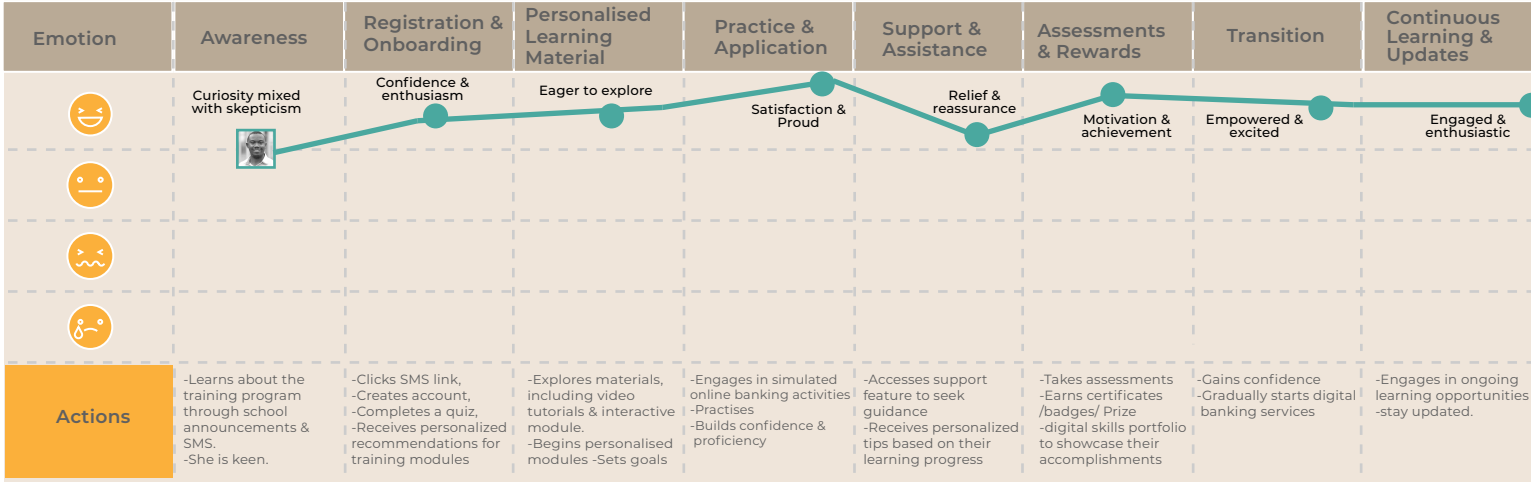 Emotion
Awareness
Registration &
Onboarding
Personalised
Learning
Material
Practice &
Application
Support &
Assistance
Assessments
& Rewards
Transition
Continuous
Learning &
Updates
Curiosity mixed
with skepticism
Confidence &
enthusiasm
Eager to explore
Satisfaction &
Proud
Relief &
reassurance
Motivation &
achievement
Empowered &
excited
Engaged &
enthusiastic
Actions
-Learns about the
training program
through school
announcements &
SMS.
-She is keen.
-Clicks SMS link,
-Creates account,
-Completes a quiz,
-Receives personalized
recommendations for
training modules
-Explores materials,
including video
tutorials & interactive
module.
-Begins personalised
modules -Sets goals
-Engages in simulated
online banking activities
-Practises
-Builds confidence &
proficiency
-Accesses support
feature to seek
guidance
-Receives personalized
tips based on their
learning progress
-Takes assessments
-Earns certificates
/badges/ Prize
-digital skills portfolio
to showcase their
accomplishments
-Gains confidence
-Gradually starts digital
banking services
-Engages in ongoing
learning opportunities
-stay updated.